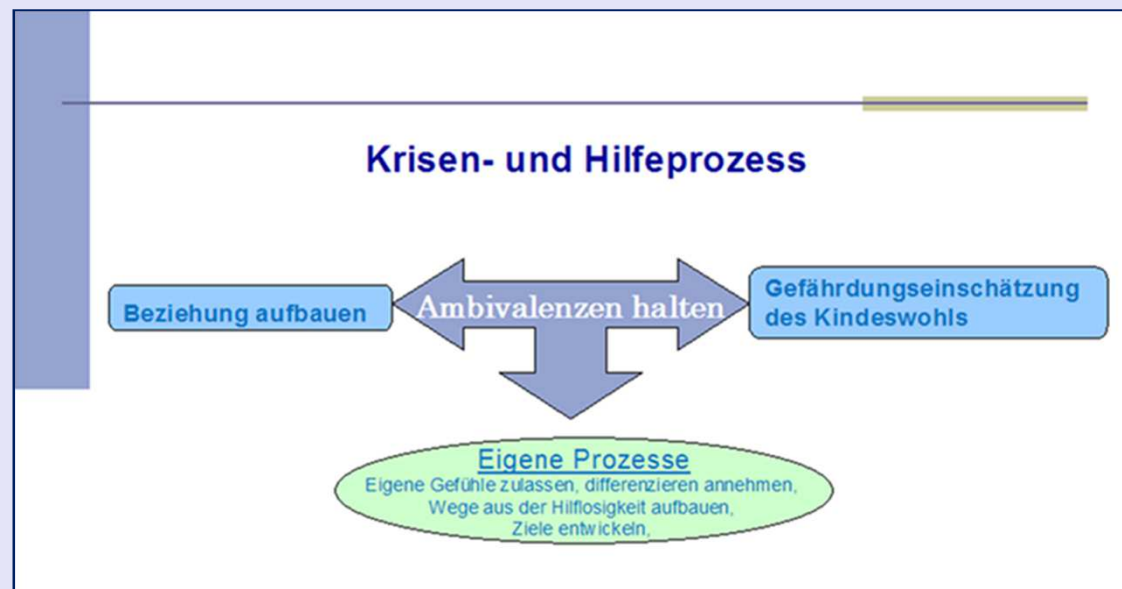 Krisen- und Hilfeprozess
Beziehung aufbauen
Ambivalenzen halten
Gefährdungseinschätzung
des Kindeswohls
Eigene Prozesse
Eigene Gefühle zulassen, differenzieren annehmen,
Wege aus der Hilflosigkeit aufbauen,
Ziele entwickeln,